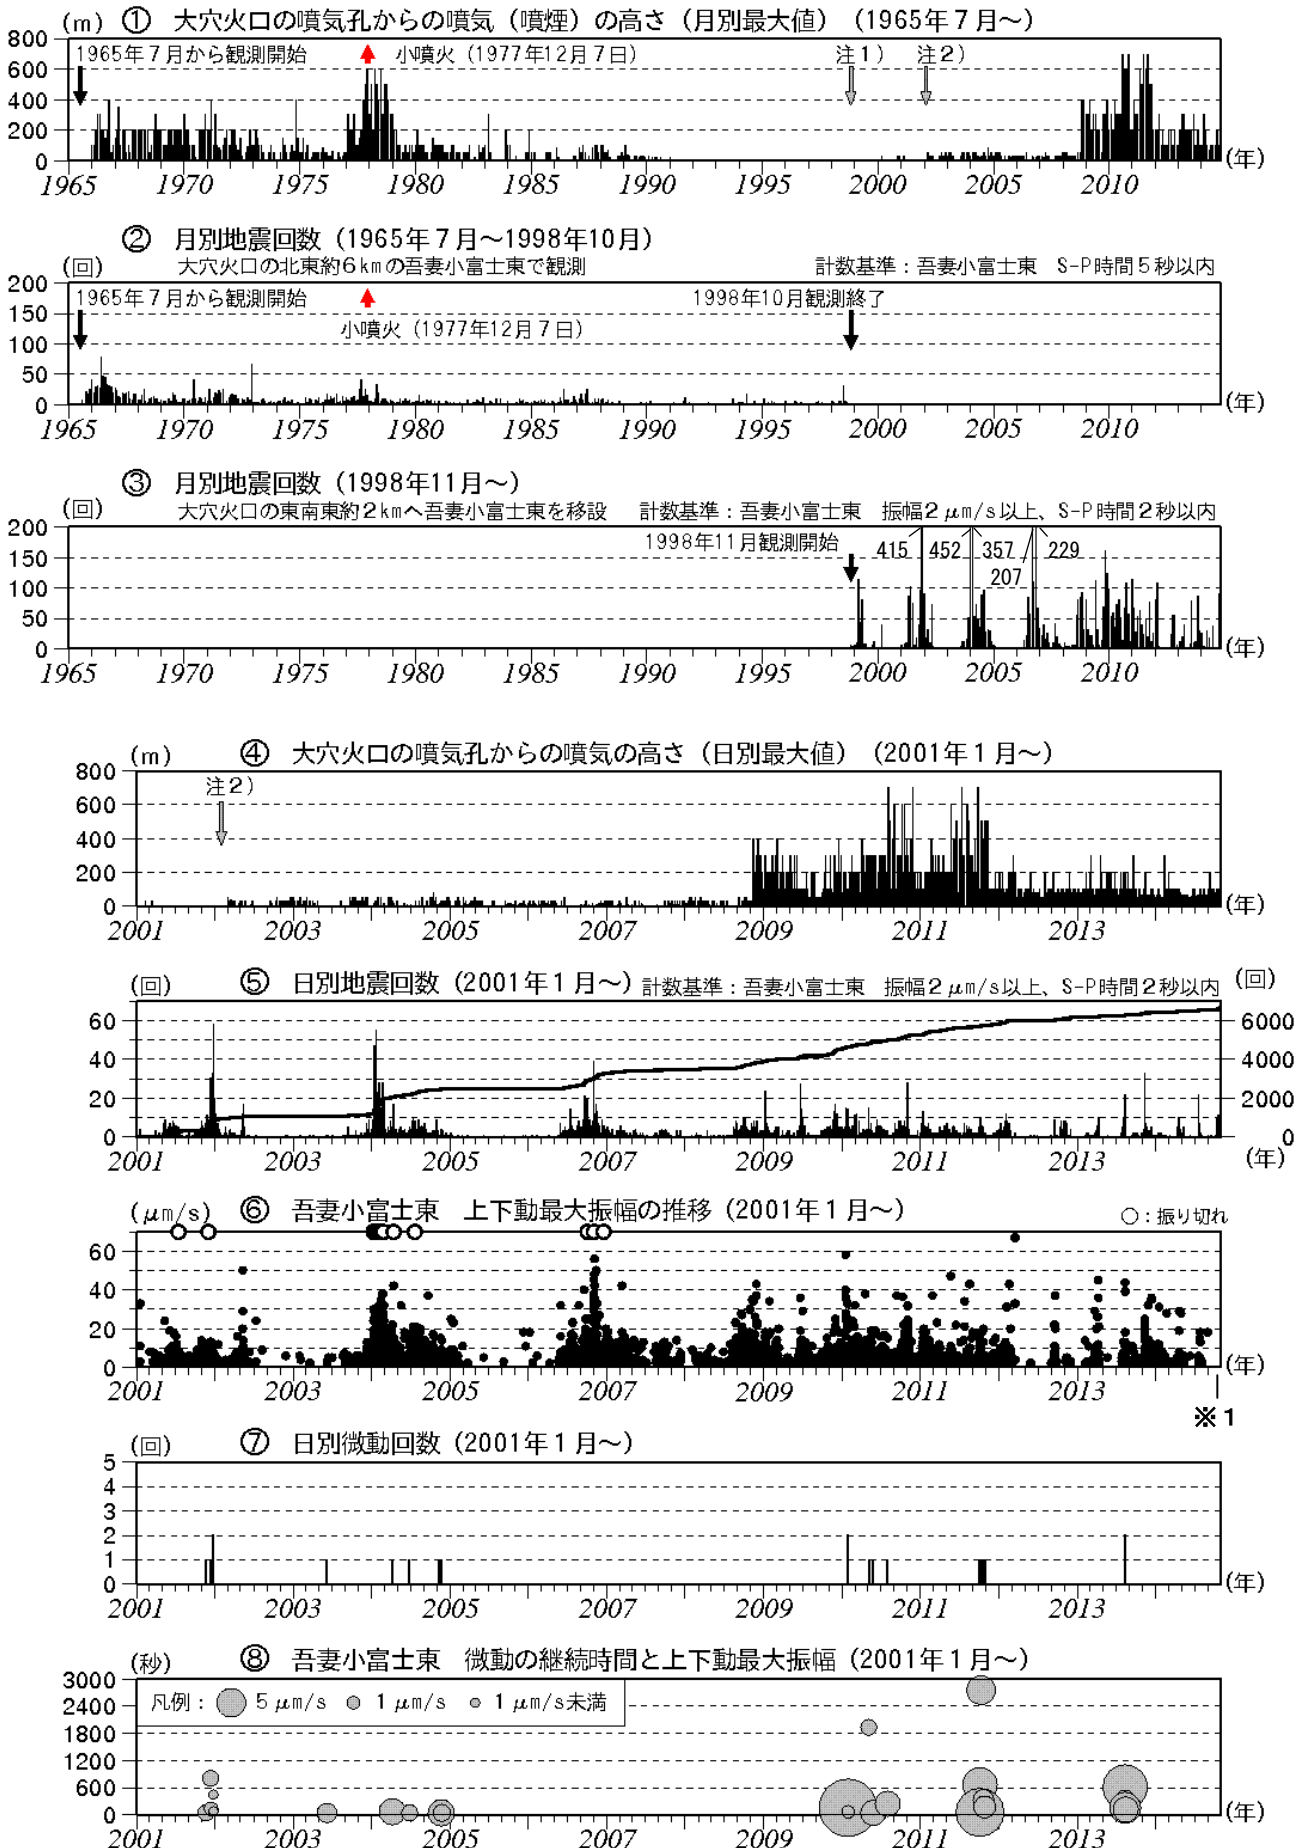 (m) ① 大穴火口の噴気孔からの噴気（噴煙）の高さ（月別最大値）（1965年７月～）
800
1965年７月から観測開始 小噴火（1977年12月７日） 注１） 注２）
600
400
200
0
(年)
1965 1970 1975 1980 1985 1990 1995 2000 2005 2010
② 月別地震回数（1965年７月～1998年10月）
(回) 大穴火口の北東約６kmの吾妻小富士東で観測 計数基準：吾妻小富士東 S-P時間５秒以内
200
1965年７月から観測開始 1998年10月観測終了
150
小噴火（1977年12月７日）
100
50
0
(年)
1965 1970 1975 1980 1985 1990 1995 2000 2005 2010
③ 月別地震回数（1998年11月～）
(回) 大穴火口の東南東約２kmへ吾妻小富士東を移設 計数基準：吾妻小富士東 振幅２μm/s以上、S-P時間２秒以内
200
1998年11月観測開始 415 452 357 229
150
207
100
50
0
(年)
1965 1970 1975 1980 1985 1990 1995 2000 2005 2010
(m) ④ 大穴火口の噴気孔からの噴気の高さ（日別最大値）（2001年１月～）
800
注２）
600
400
200
0
(年)
2001 2003 2005 2007 2009 2011 2013
(回) ⑤ 日別地震回数（2001年１月～）計数基準：吾妻小富士東 振幅２μm/s以上、S-P時間２秒以内 (回)
60 6000
40 4000
20 2000
0 0
2001 2003 2005 2007 2009 2011 2013 (年)
(μm/s) ⑥ 吾妻小富士東 上下動最大振幅の推移（2001年１月～） ○：振り切れ
60
40
20
0
(年)
2001 2003 2005 2007 2009 2011 2013
※1
(回) ⑦ 日別微動回数（2001年１月～）
5
4
3
2
1
0
(年)
2001 2003 2005 2007 2009 2011 2013
(秒) ⑧ 吾妻小富士東 微動の継続時間と上下動最大振幅（2001年１月～）
3000
凡例： 5 μm/s 1 μm/s 1 μm/s未満
2400
1800
1200
600
0
(年)
2001 2003 2005 2007 2009 2011 2013